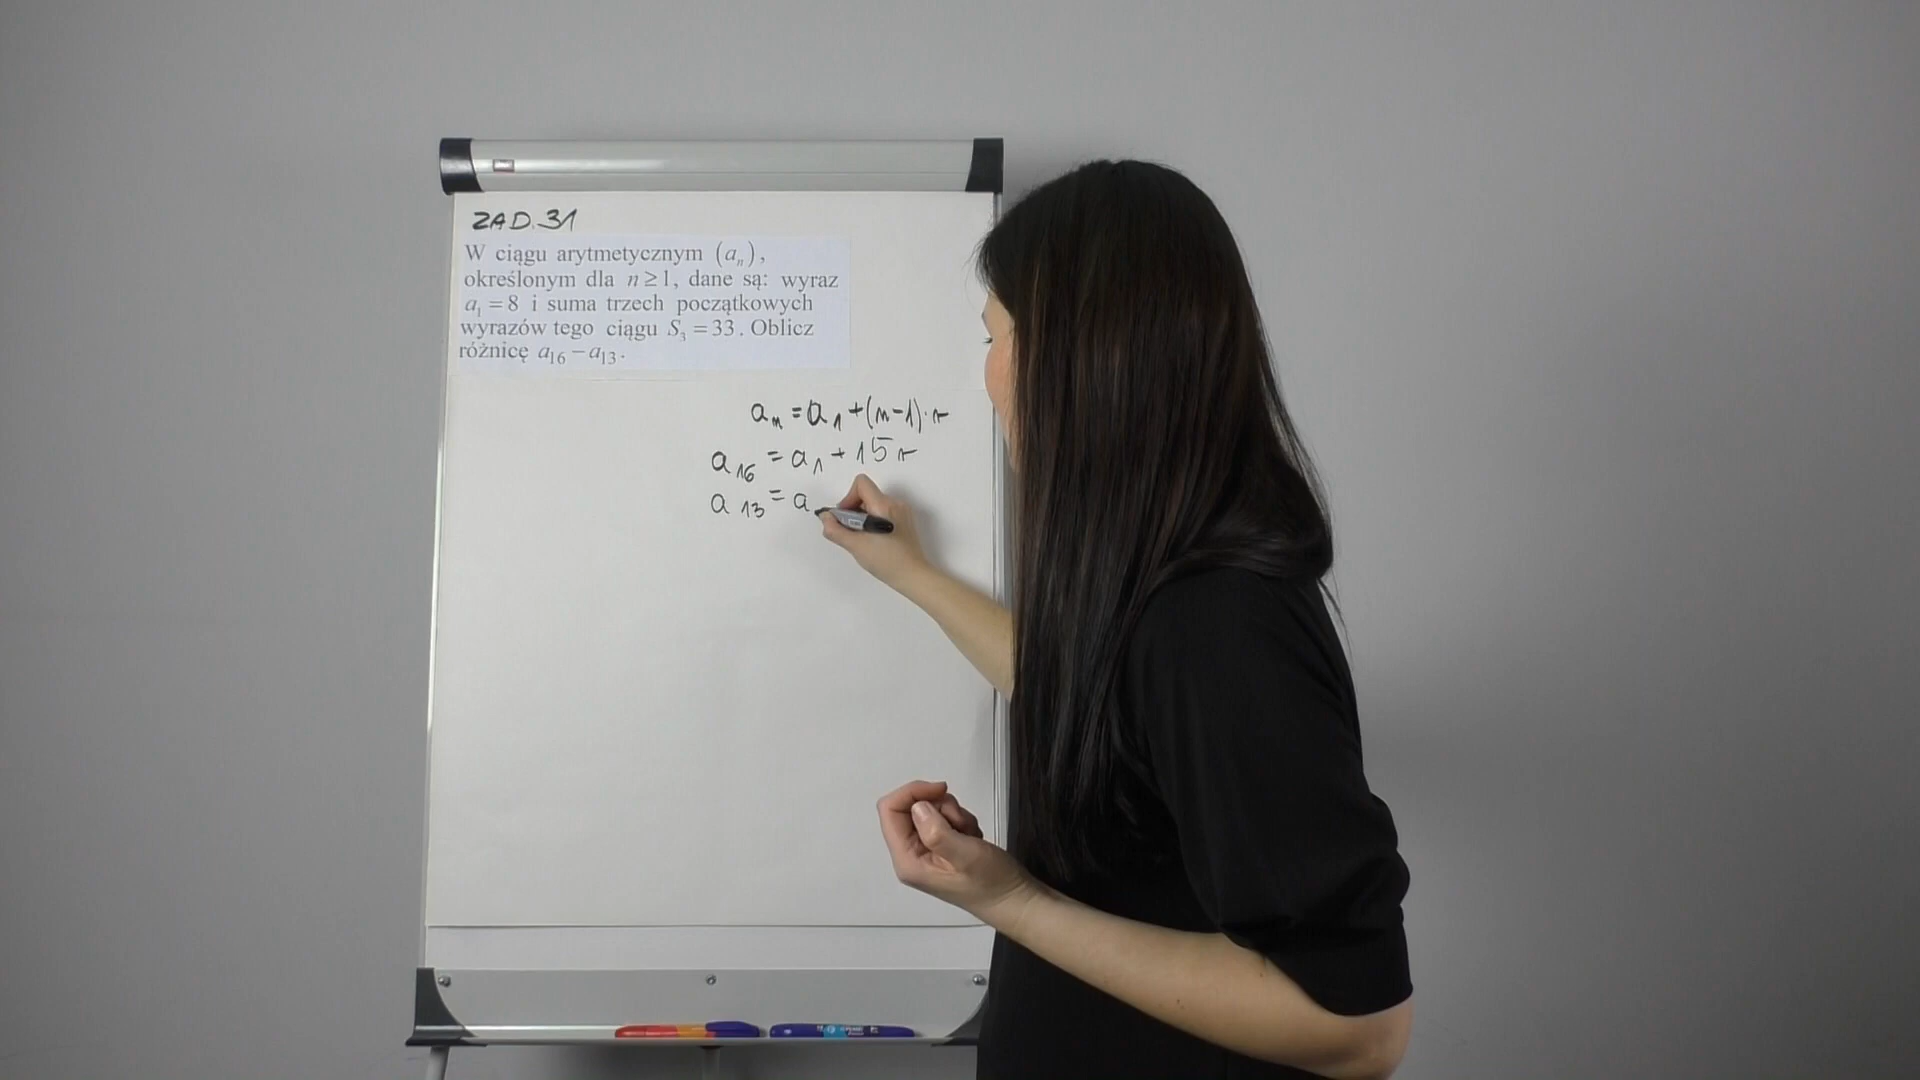 ZAD. 31
W ciągu arytmetycznym (aₙ),
określonym dla n ≥ 1, dane są: wyraz
a₁ = 8 i suma trzech początkowych
wyrazów tego ciągu S₃ = 33. Oblicz
różnicę a₁₆ − a₁₃.
aₙ = a₁ + (n-1)·r
a₁₆ = a₁ + 15r
a₁₃ = a